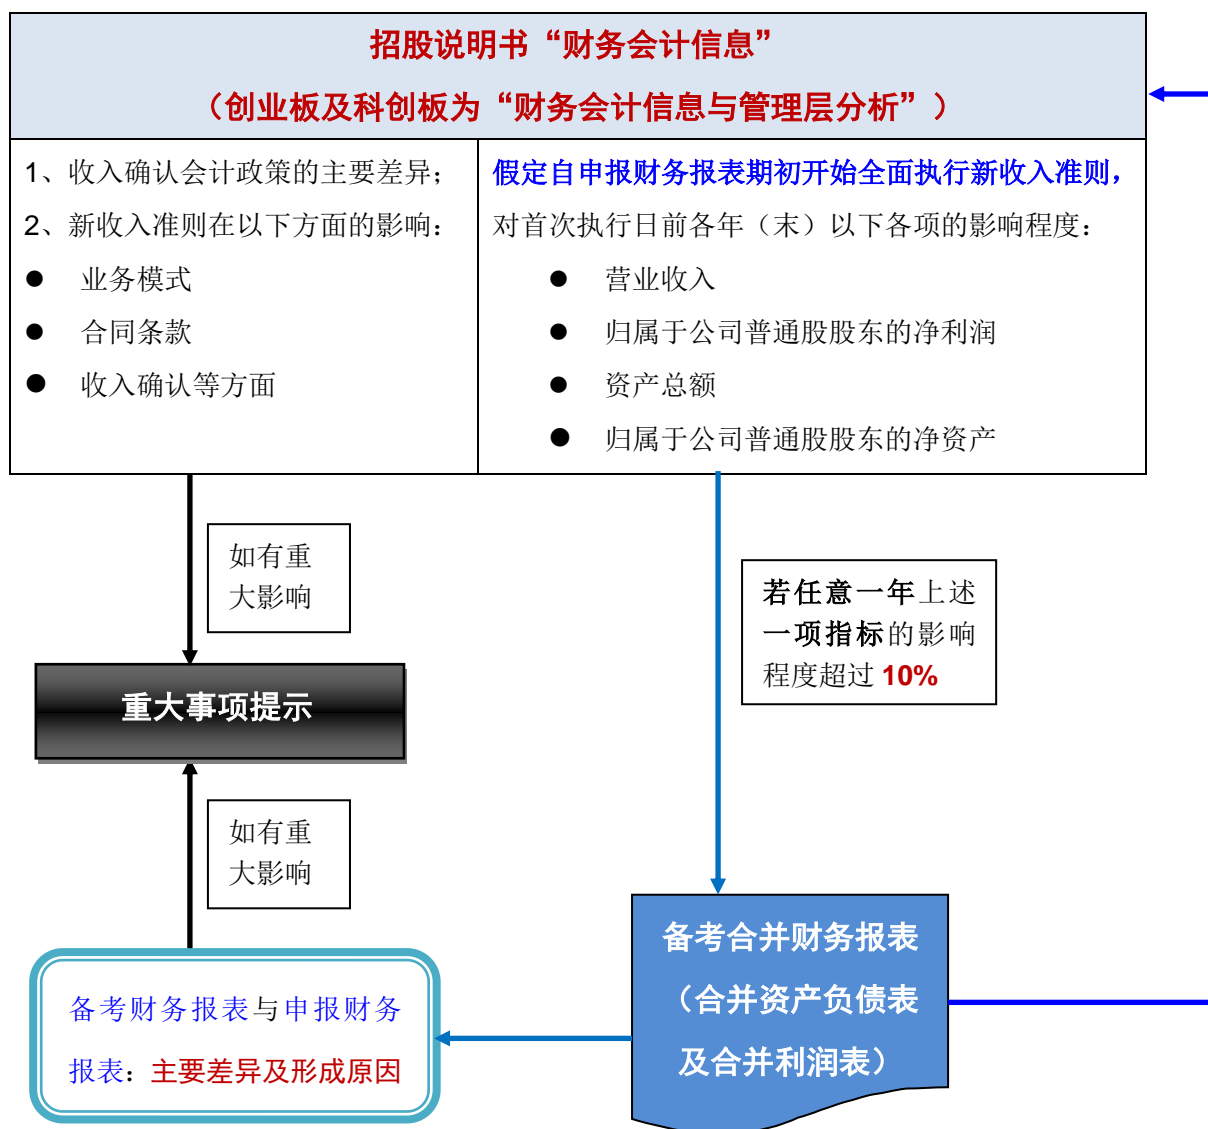 招股说明书“财务会计信息”
（创业板及科创板为“财务会计信息与管理层分析”）
1、收入确认会计政策的主要差异；
2、新收入准则在以下方面的影响：
● 业务模式
● 合同条款
● 收入确认等方面
假定自申报财务报表期初开始全面执行新收入准则，
对首次执行日前各年（末）以下各项的影响程度：
● 营业收入
● 归属于公司普通股股东的净利润
● 资产总额
● 归属于公司普通股股东的净资产
如有重
大影响
若任意一年上述
一项指标的影响
程度超过 10%
重大事项提示
如有重
大影响
备考合并财务报表
（合并资产负债表
及合并利润表）
备考财务报表与申报财务
报表：主要差异及形成原因